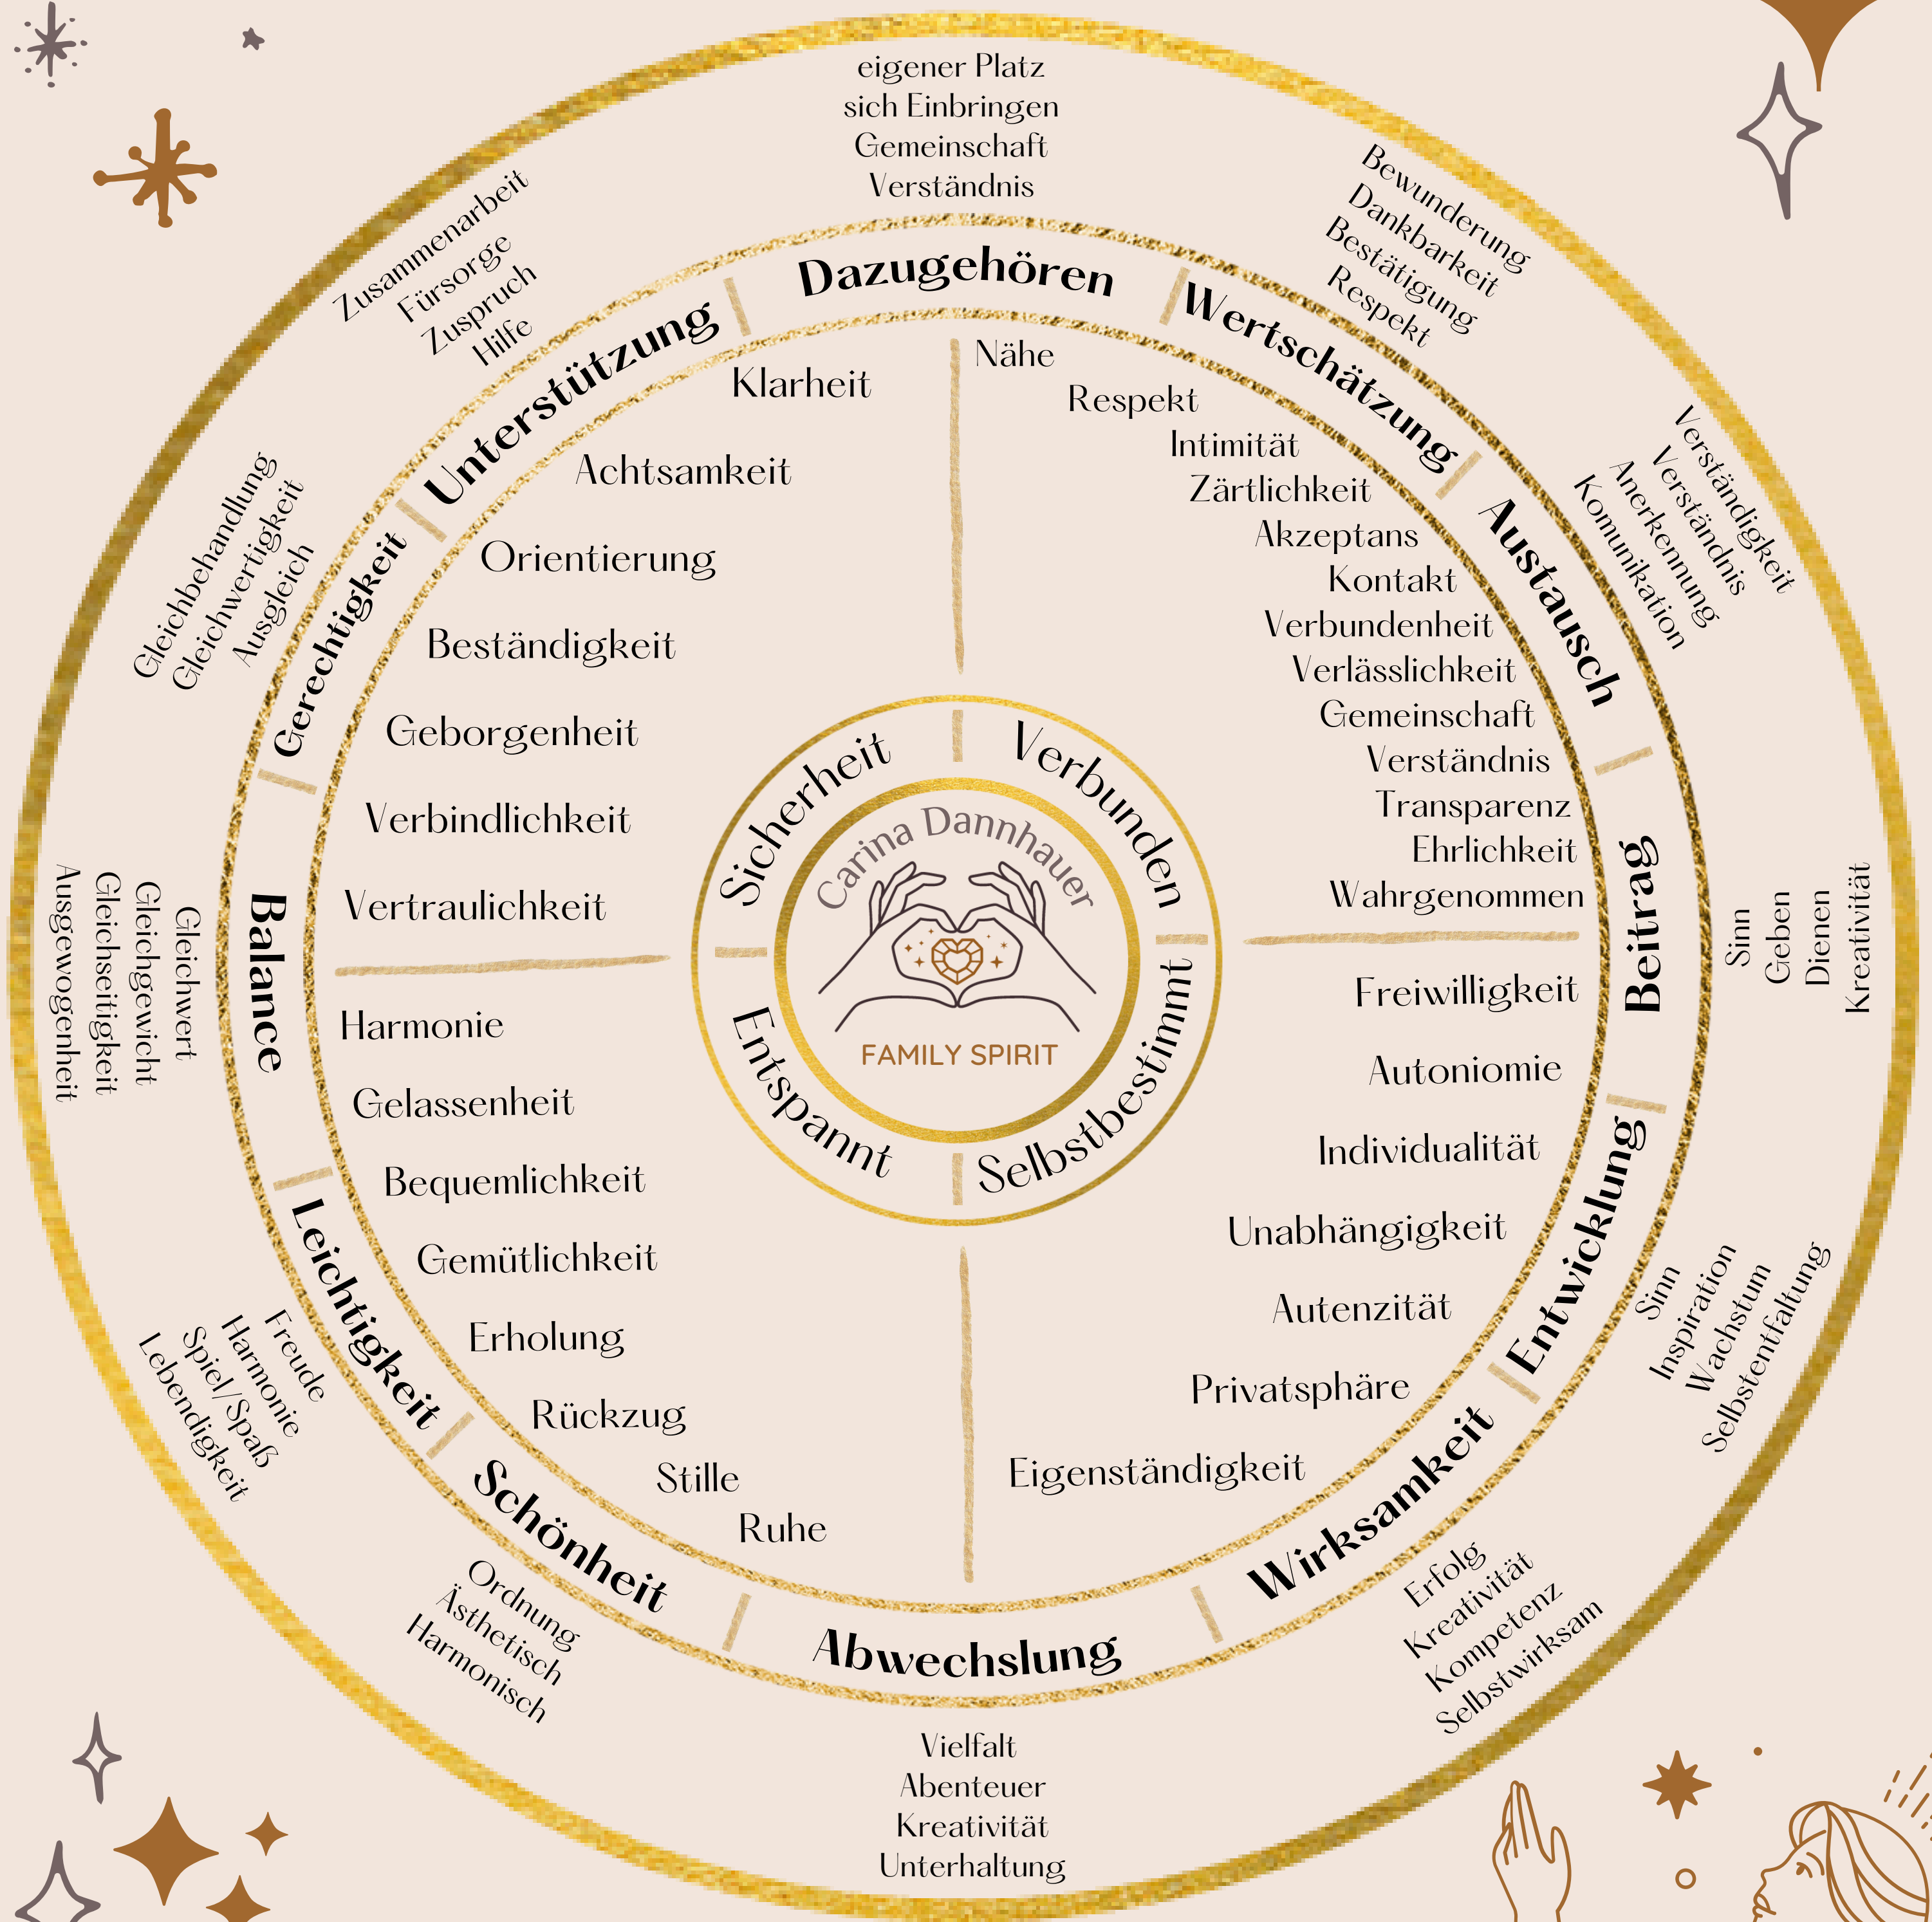 eigener Platz
sich Einbringen
Gemeinschaft
Verständnis
Bewunderung
Dankbarkeit
Bestätigung
Respekt
Verständigkeit
Verständnis
Anerkennung
Komunikation
Sinn
Geben
Dienen
Kreativität
Sinn
Inspiration
Wachstum
Selbstentfaltung
Erfolg
Kreativität
Kompetenz
Selbstwirksam
Vielfalt
Abenteuer
Kreativität
Unterhaltung
Ordnung
Ästhetisch
Harmonisch
Freude
Harmonie
Spiel/Spaß
Lebendigkeit
Gleichwert
Gleichgewicht
Gleichseitigkeit
Ausgewogenheit
Gleichbehandlung
Gleichwertigkeit
Ausgleich
Zusammenarbeit
Fürsorge
Zuspruch
Hilfe
Dazugehören
Wertschätzung
Austausch
Beitrag
Entwicklung
Wirksamkeit
Abwechslung
Schönheit
Leichtigkeit
Balance
Gerechtigkeit
Unterstützung
Klarheit
Achtsamkeit
Orientierung
Beständigkeit
Geborgenheit
Verbindlichkeit
Vertraulichkeit
Nähe
Respekt
Intimität
Zärtlichkeit
Akzeptans
Kontakt
Verbundenheit
Verlässlichkeit
Gemeinschaft
Verständnis
Transparenz
Ehrlichkeit
Wahrgenommen
Freiwilligkeit
Autoniomie
Individualität
Unabhängigkeit
Autenzität
Privatsphäre
Eigenständigkeit
Harmonie
Gelassenheit
Bequemlichkeit
Gemütlichkeit
Erholung
Rückzug
Stille
Ruhe
Sicherheit
Verbunden
Selbstbestimmt
Entspannt
Carina Dannhauer
FAMILY SPIRIT